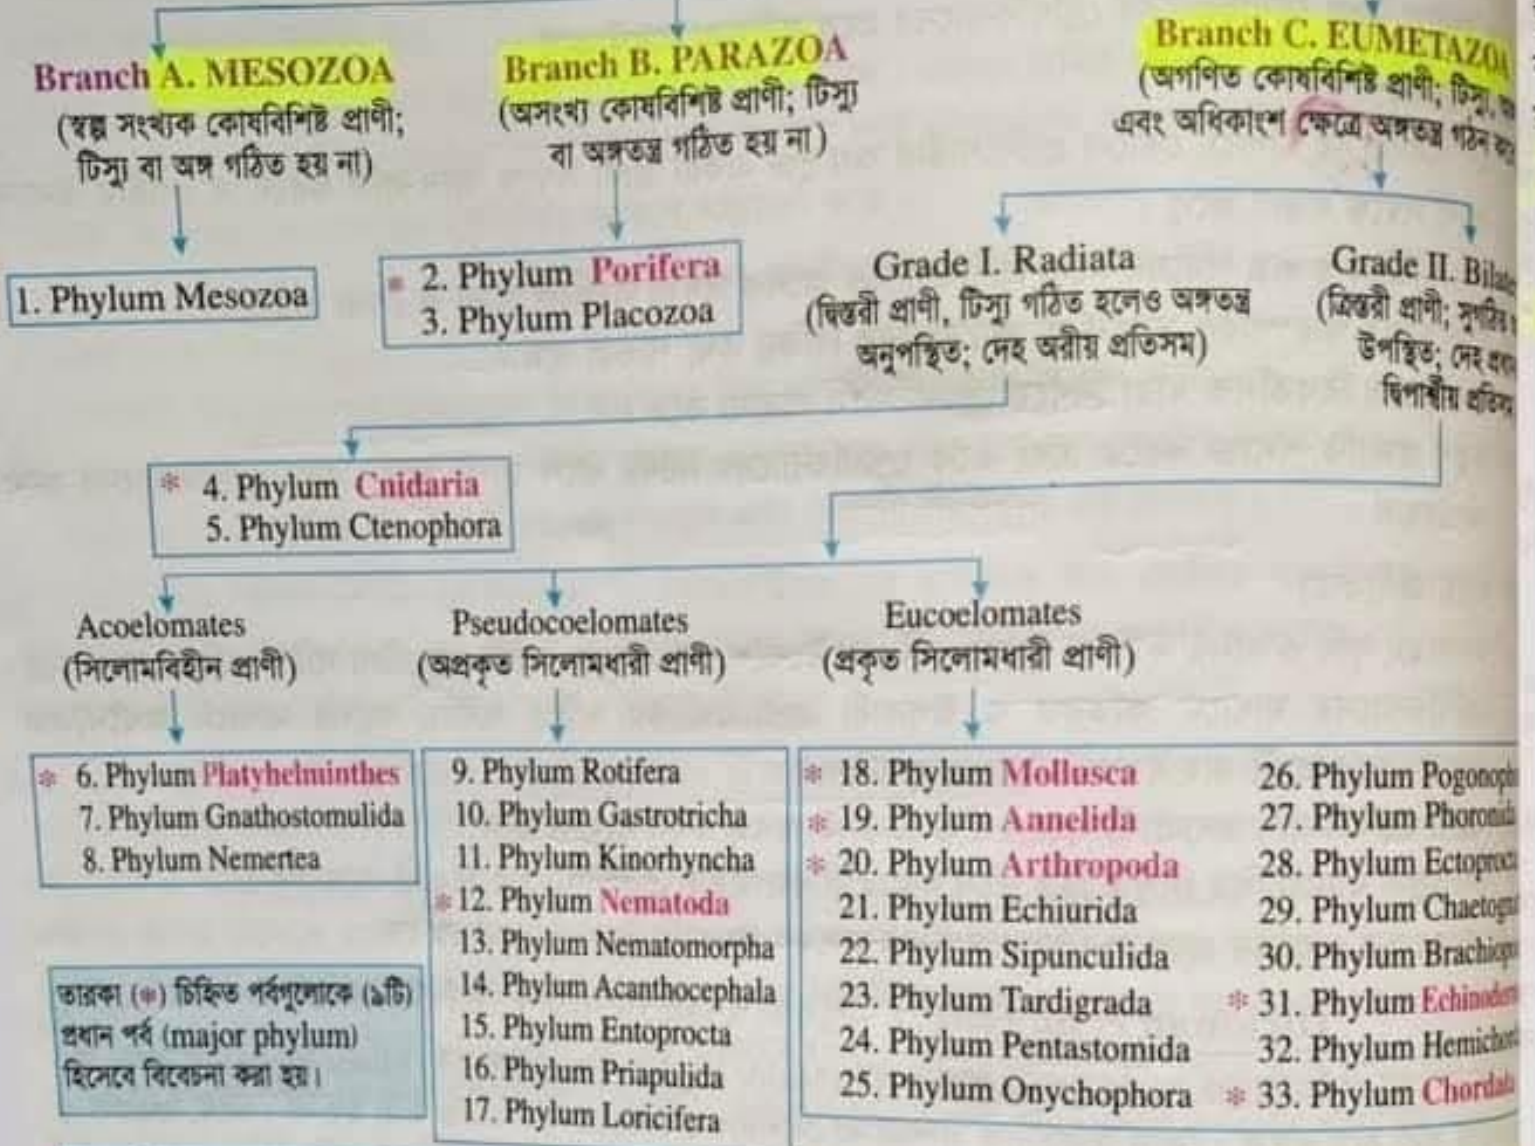 Branch A. MESOZOA
(স্বল্প সংখ্যক কোষবিশিষ্ট প্রাণী;
টিস্যু বা অঙ্গ গঠিত হয় না)
1. Phylum Mesozoa
Branch B. PARAZOA
(অসংখ্য কোষবিশিষ্ট প্রাণী; টিস্যু
বা অঙ্গতন্ত্র গঠিত হয় না)
* 2. Phylum Porifera
3. Phylum Placozoa
Branch C. EUMETAZOA
(অগণিত কোষবিশিষ্ট প্রাণী; টিস্যু,
এবং অধিকাংশ ক্ষেত্রে অঙ্গতন্ত্র গঠন
Grade I. Radiata
(দ্বিস্তরী প্রাণী, টিস্যু গঠিত হলেও অঙ্গতন্ত্র
অনুপস্থিত; দেহ অরীয় প্রতিসম)
Grade II.
(ত্রিস্তরী প্রাণী;
উপস্থিত; দেহ
দ্বিপার্শ্বীয়
* 4. Phylum Cnidaria
5. Phylum Ctenophora
Acoelomates
(সিলোমবিহীন প্রাণী)
* 6. Phylum Platyhelminthes
7. Phylum Gnathostomulida
8. Phylum Nemertea
Pseudocoelomates
(অপ্রকৃত সিলোমধারী প্রাণী)
9. Phylum Rotifera
10. Phylum Gastrotricha
11. Phylum Kinorhyncha
* 12. Phylum Nematoda
13. Phylum Nematomorpha
14. Phylum Acanthocephala
15. Phylum Entoprocta
16. Phylum Priapulida
17. Phylum Loricifera
Eucoelomates
(প্রকৃত সিলোমধারী প্রাণী)
* 18. Phylum Mollusca
* 19. Phylum Annelida
* 20. Phylum Arthropoda
21. Phylum Echiurida
22. Phylum Sipunculida
23. Phylum Tardigrada
24. Phylum Pentastomida
25. Phylum Onychophora
26. Phylum
27. Phylum Phoronida
28. Phylum
29. Phylum
30. Phylum
* 31. Phylum
32. Phylum
* 33. Phylum Chordata
তারকা (*) চিহ্নিত পর্বগুলোকে (৯টি)
প্রধান পর্ব (major phylum)
হিসেবে বিবেচনা করা হয়।